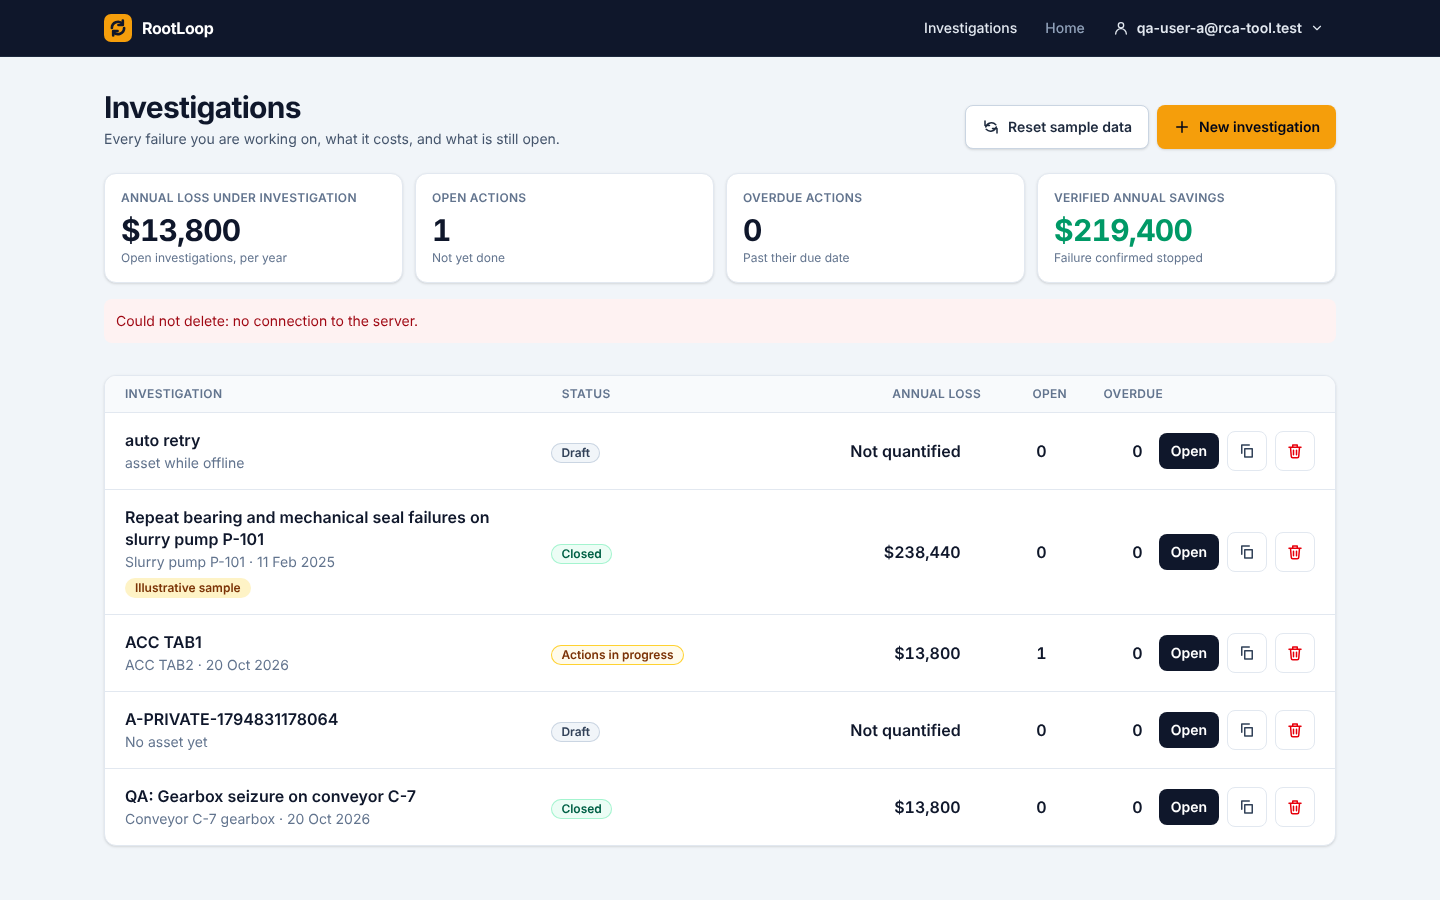 RootLoop
Investigations
Home
qa-user-a@rca-tool.test
Investigations
Every failure you are working on, what it costs, and what is still open.
Reset sample data
New investigation
ANNUAL LOSS UNDER INVESTIGATION
$13,800
Open investigations, per year
OPEN ACTIONS
1
Not yet done
OVERDUE ACTIONS
0
Past their due date
VERIFIED ANNUAL SAVINGS
$219,400
Failure confirmed stopped
Could not delete: no connection to the server.
INVESTIGATION STATUS ANNUAL LOSS OPEN OVERDUE
auto retry
asset while offline
Draft
Not quantified
0
0
Open
Repeat bearing and mechanical seal failures on
slurry pump P-101
Slurry pump P-101 · 11 Feb 2025
Illustrative sample
Closed
$238,440
0
0
Open
ACC TAB1
ACC TAB2 · 20 Oct 2026
Actions in progress
$13,800
1
0
Open
A-PRIVATE-1794831178064
No asset yet
Draft
Not quantified
0
0
Open
QA: Gearbox seizure on conveyor C-7
Conveyor C-7 gearbox · 20 Oct 2026
Closed
$13,800
0
0
Open